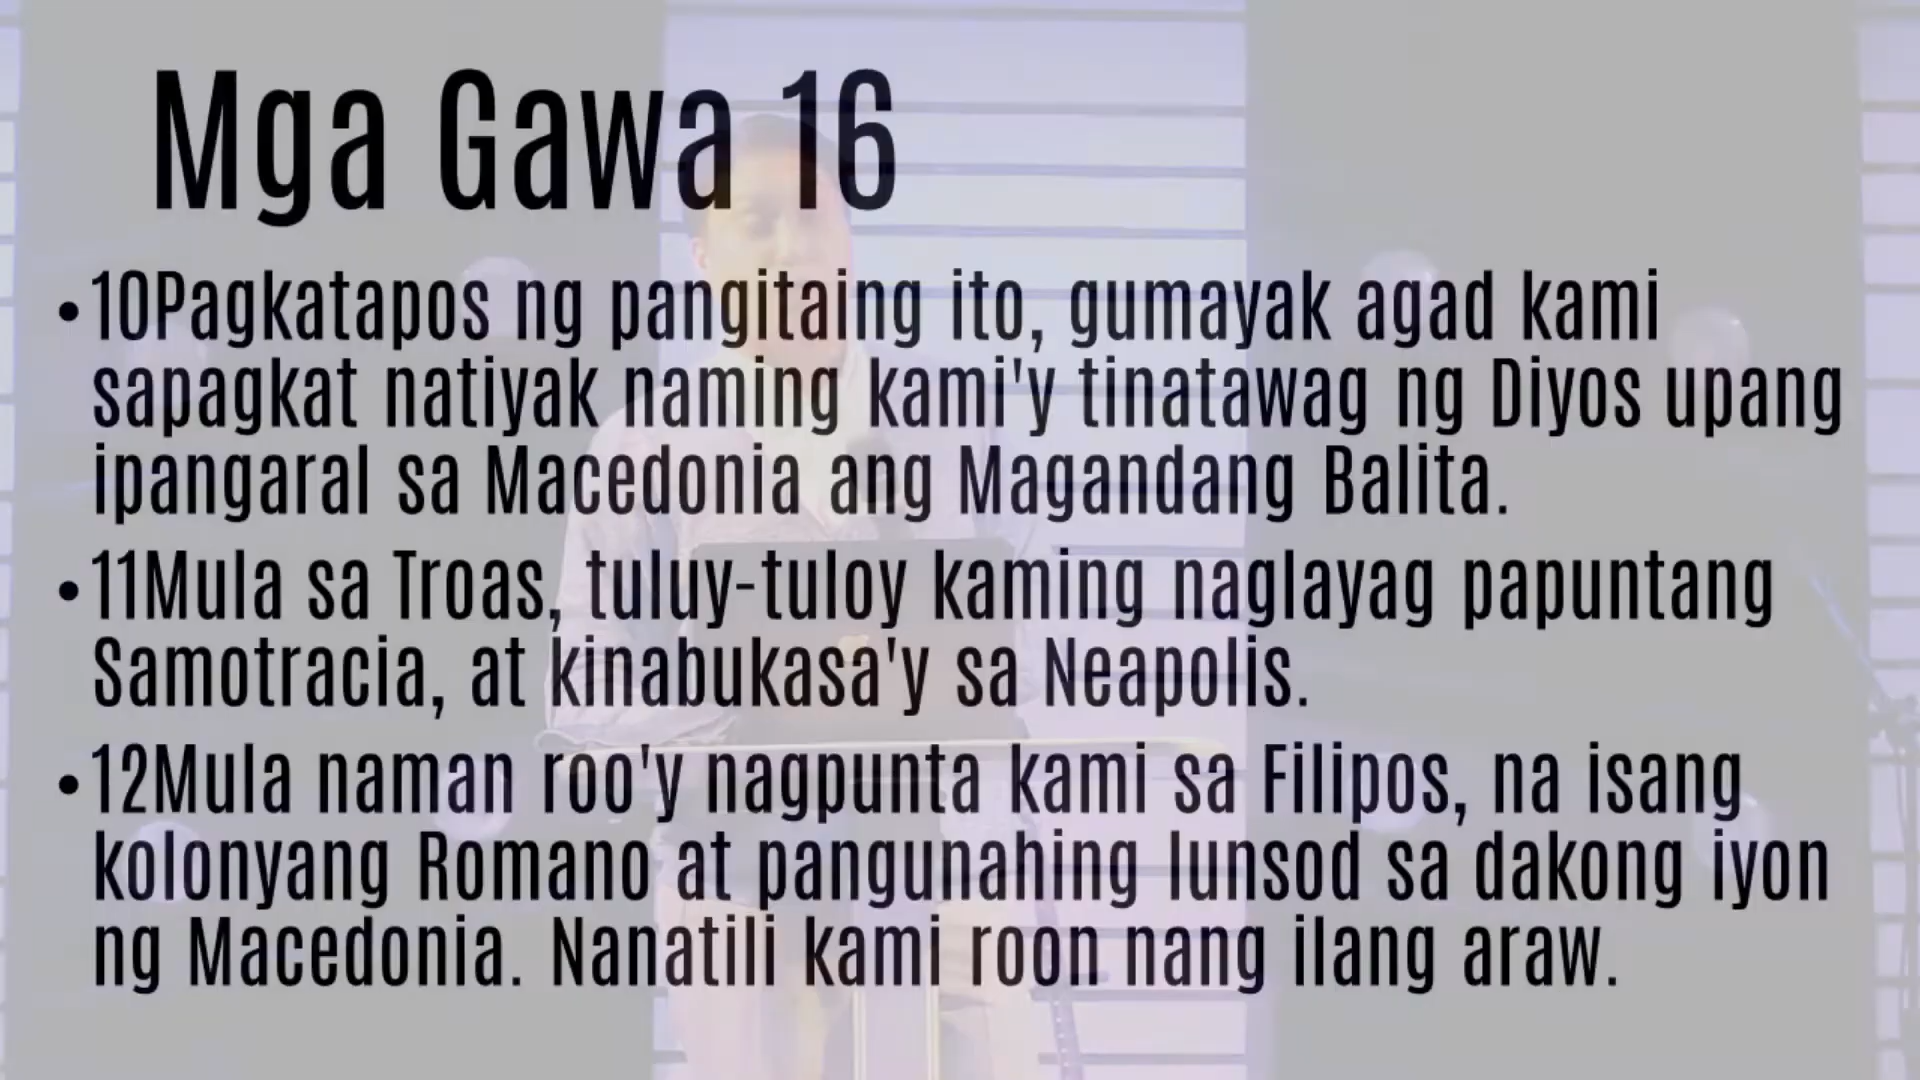 Mga Gawa 16
•10Pagkatapos ng pangitaing ito, gumayak agad kami
sapagkat natiyak naming kami'y tinatawag ng Diyos upang
ipangaral sa Macedonia ang Magandang Balita.
•11Mula sa Troas, tuluy-tuloy kaming naglayag papuntang
Samotracia, at kinabukasa'y sa Neapolis.
•12Mula naman roo'y nagpunta kami sa Filipos, na isang
kolonyang Romano at pangunahing lunsod sa dakong iyon
ng Macedonia. Nanatili kami roon nang ilang araw.